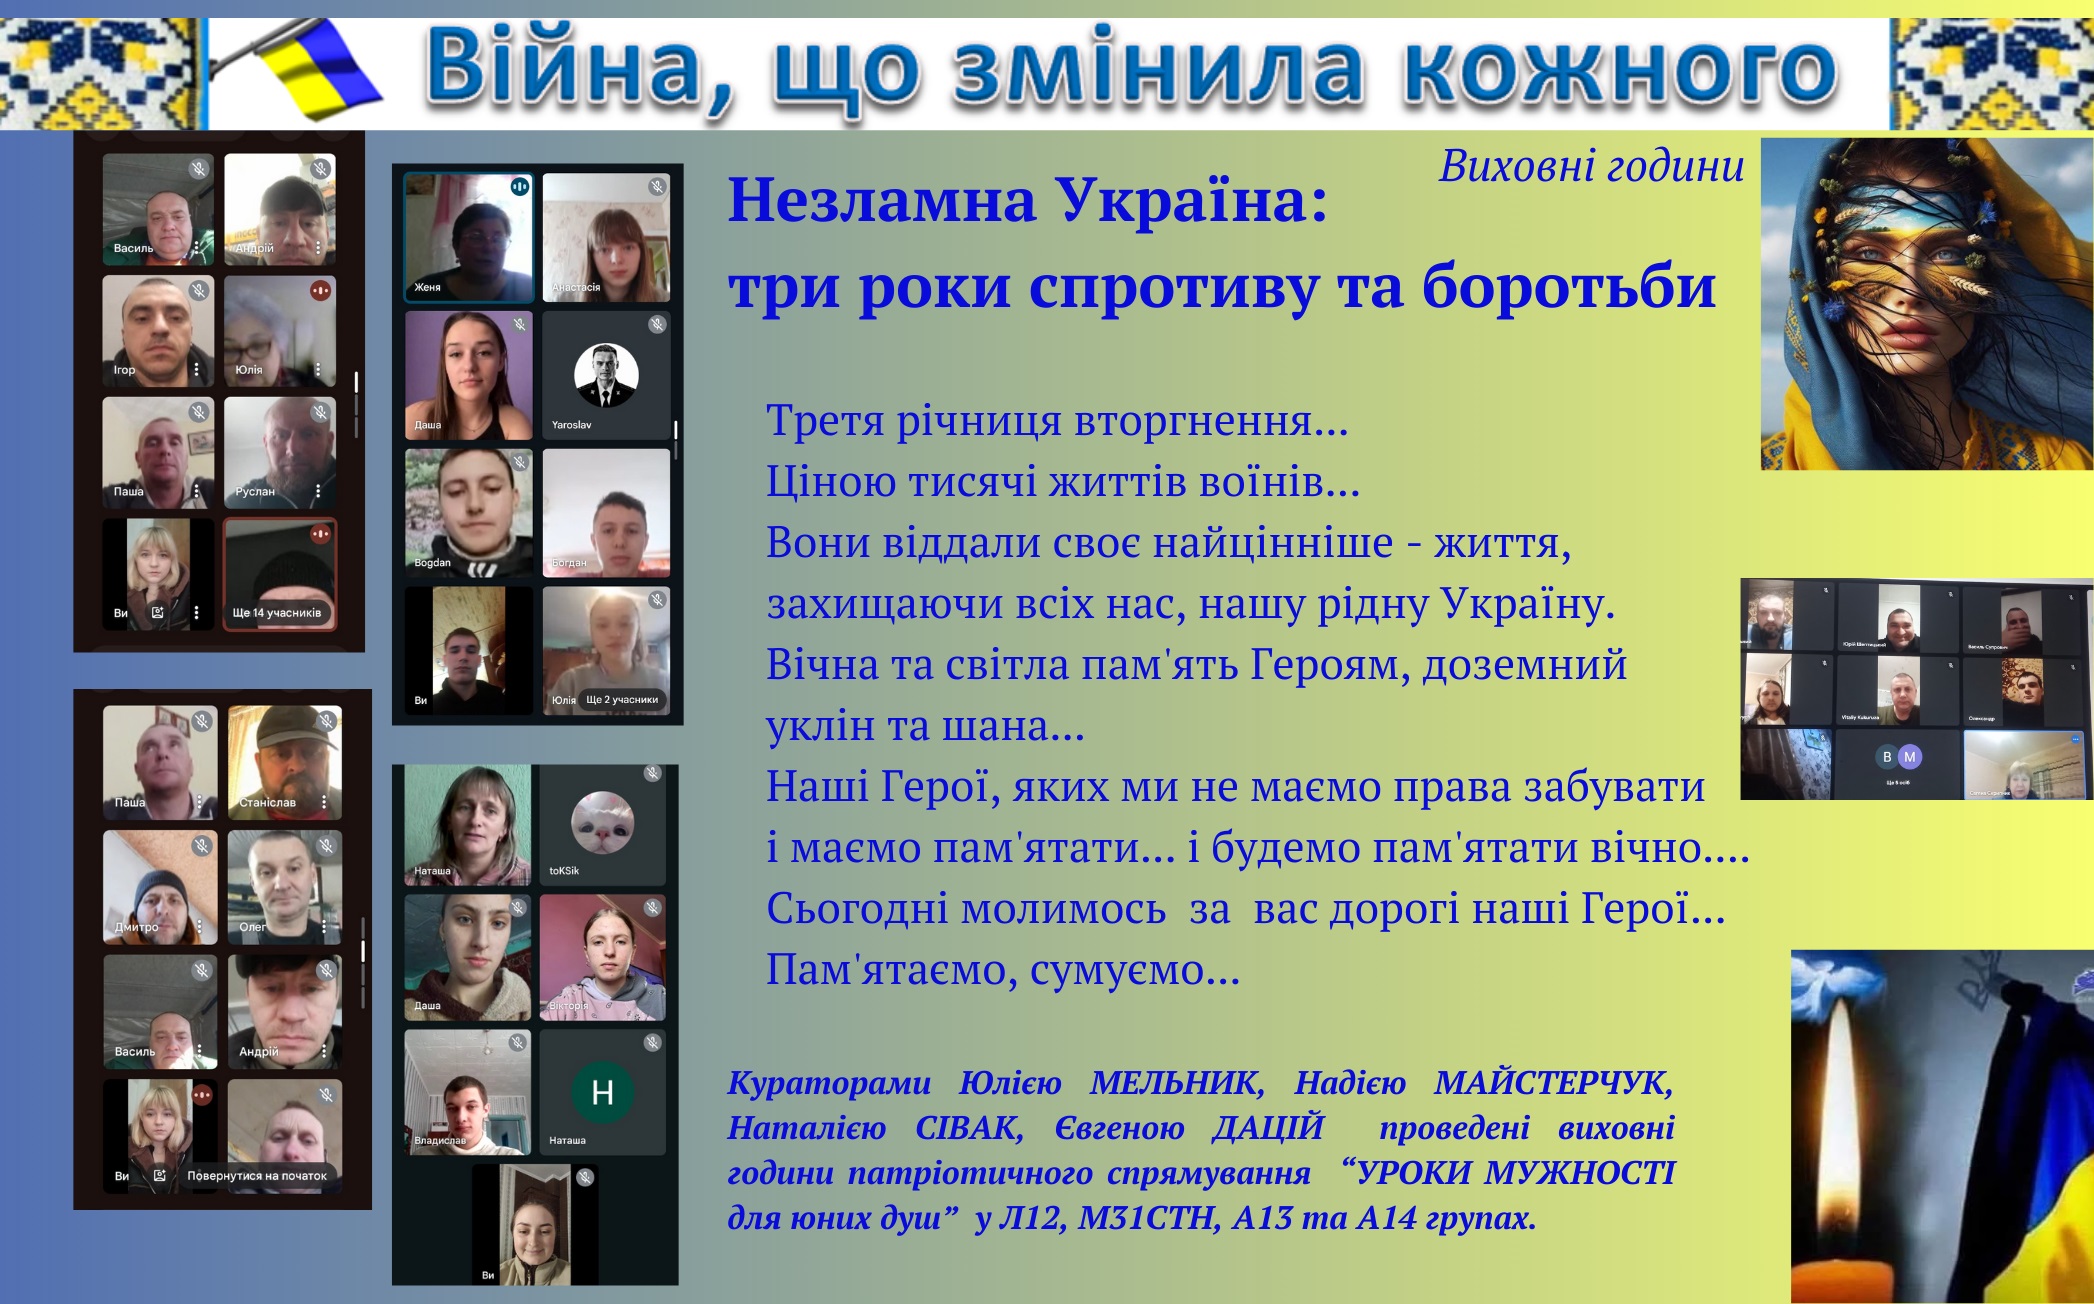 Війна, що змінила кожного
Виховні години
Незламна Україна:
три роки спротиву та боротьби
Третя річниця вторгнення...
Ціною тисячі життів воїнів...
Вони віддали своє найцінніше - життя,
захищаючи всіх нас, нашу рідну Україну.
Вічна та світла пам'ять Героям, доземний
уклін та шана...
Наші Герої, яких ми не маємо права забувати
і маємо пам'ятати... і будемо пам'ятати вічно....
Сьогодні молимось за вас дорогі наші Герої...
Пам'ятаємо, сумуємо...
Кураторами Юлією МЕЛЬНИК, Надією МАЙСТЕРЧУК,
Наталією СІВАК, Євгеною ДАЦІЙ проведені виховні
години патріотичного спрямування “УРОКИ МУЖНОСТІ
для юних душ” у Л12, М31СТН, А13 та А14 групах.
Василь
Андрій
Ігор
Юлія
Паша
Руслан
Ви
Ще 14 учасників
Женя
Анастасія
Даша
Yaroslav
Bogdan
Богдан
Ви
Юлія
Ще 2 учасники
Паша
Станіслав
Дмитро
Олег
Василь
Андрій
Ви
Повернутися на початок
Наташа
toKSik
Даша
Вікторія
Владислав
Н
Наташа
Ви
Vitaliy Kukuruza
Олександр
В
М
Ще 5 осіб